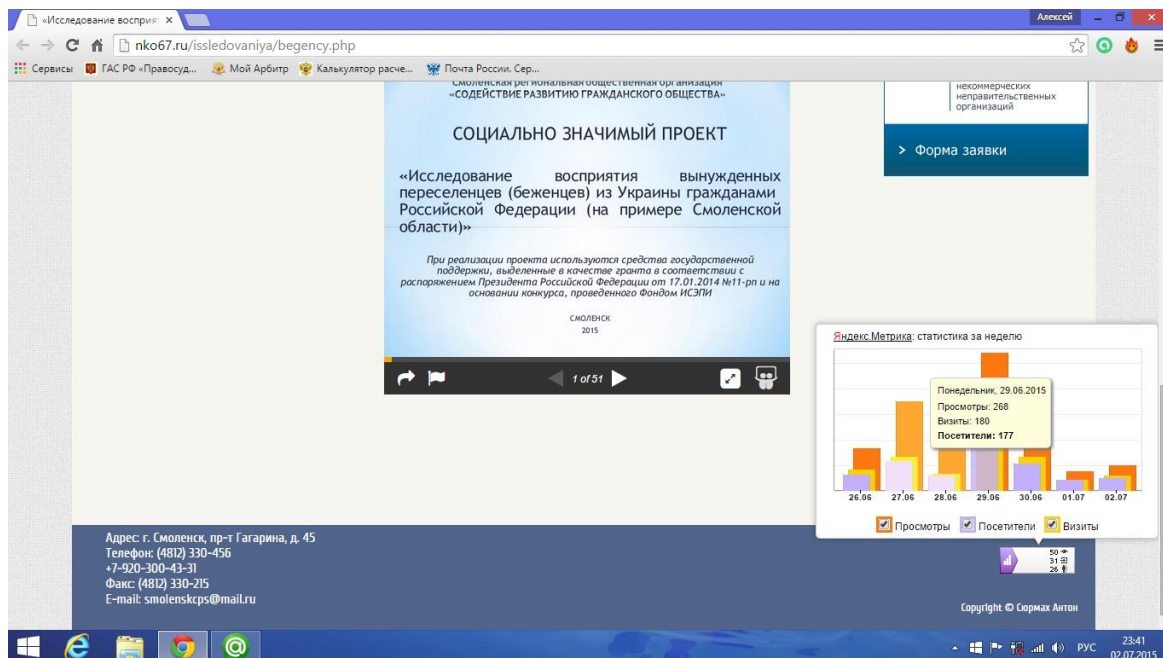 «Исследование восприя
Алексей
nko67.ru/issledovaniya/begency.php
Сервисы ГАС РФ «Правосуд... Мой Арбитр Калькулятор расче... Почта России. Сер...
Смоленская региональная общественная организация
«СОДЕЙСТВИЕ РАЗВИТИЮ ГРАЖДАНСКОГО ОБЩЕСТВА»
СОЦИАЛЬНО ЗНАЧИМЫЙ ПРОЕКТ
«Исследование восприятия вынужденных
переселенцев (беженцев) из Украины гражданами
Российской Федерации (на примере Смоленской
области)»
При реализации проекта используются средства государственной
поддержки, выделенные в качестве гранта в соответствии с
распоряжением Президента Российской Федерации от 17.01.2014 №11-рп и на
основании конкурса, проведенного Фондом ИСЭПИ
СМОЛЕНСК
2015
1 of 51
некоммерческих
неправительственных
организаций
> Форма заявки
Яндекс.Метрика: статистика за неделю
Понедельник, 29.06.2015
Просмотры: 268
Визиты: 180
Посетители: 177
26.06 27.06 28.06 29.06 30.06 01.07 02.07
Просмотры Посетители Визиты
50
31
26
Адрес: г. Смоленск, пр-т Гагарина, д. 45
Телефон: (4812) 330-456
+7-920-300-43-31
Факс: (4812) 330-215
E-mail: smolenskcps@mail.ru
Copyright © Сюрмах Антон
РУС
23:41
02.07.2015